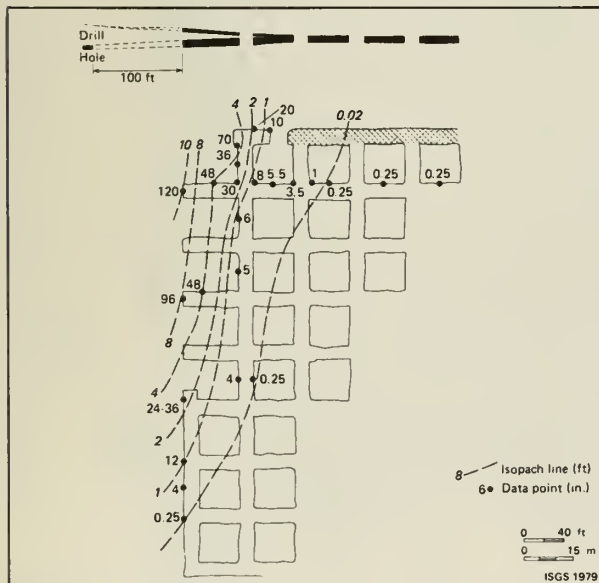 Drill
Hole
100 ft
4 2 1 20 0.02
10
10 8 70
36
48 30 8 5.5 3.5 1 0.25 0.25 0.25
120
6
5
48
96
8
4 0.25
4
24-36
2
12
1 4
0.25
8 Isopach line (ft)
6 Data point (in.)
0 40 ft
0 15 m
ISGS 1979